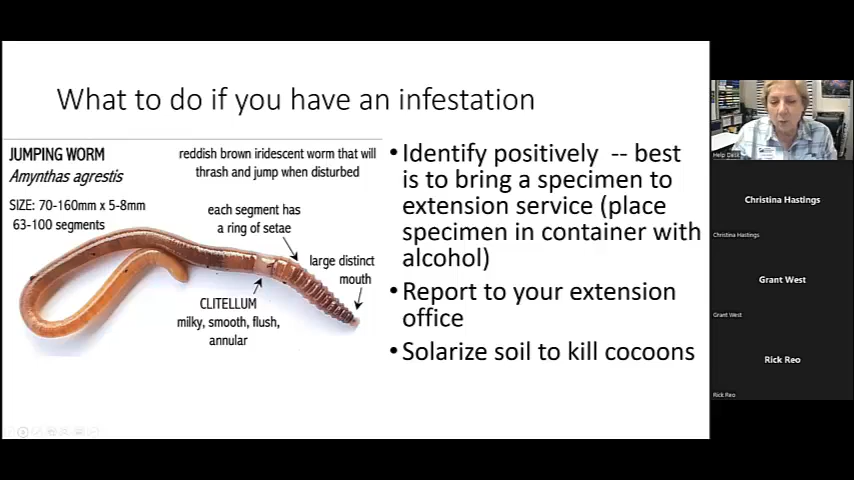 What to do if you have an infestation
JUMPING WORM
Amynthas agrestis
SIZE: 70-160mm x 5-8mm
63-100 segments
reddish brown iridescent worm that will
thrash and jump when disturbed
each segment has
a ring of setae
large distinct
mouth
CLITELLUM
milky, smooth, flush,
annular
• Identify positively -- best
is to bring a specimen to
extension service (place
specimen in container with
alcohol)
• Report to your extension
office
• Solarize soil to kill cocoons
Help Desk
Christina Hastings
Christina Hastings
Grant West
Grant West
Rick Reo
Rick Reo